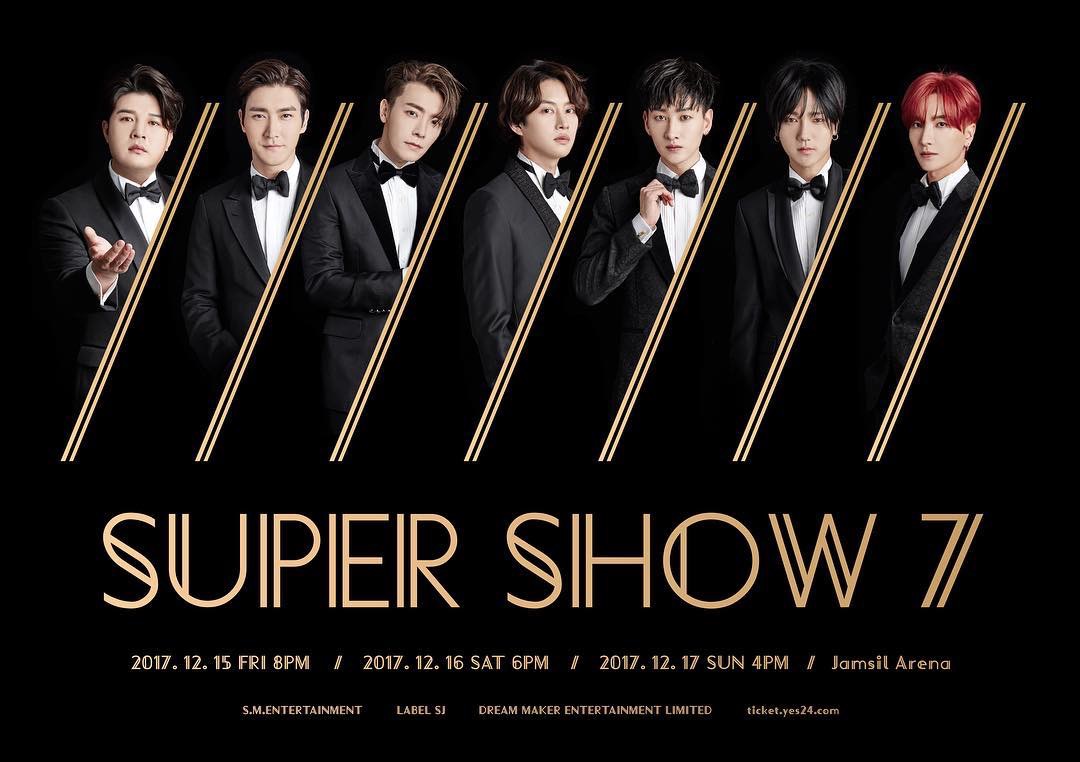 SUPER SHOW 7
2017. 12. 15 FRI 8PM / 2017. 12. 16 SAT 6PM / 2017. 12. 17 SUN 4PM / Jamsil Arena
S.M.ENTERTAINMENT LABEL SJ DREAM MAKER ENTERTAINMENT LIMITED ticket.yes24.com